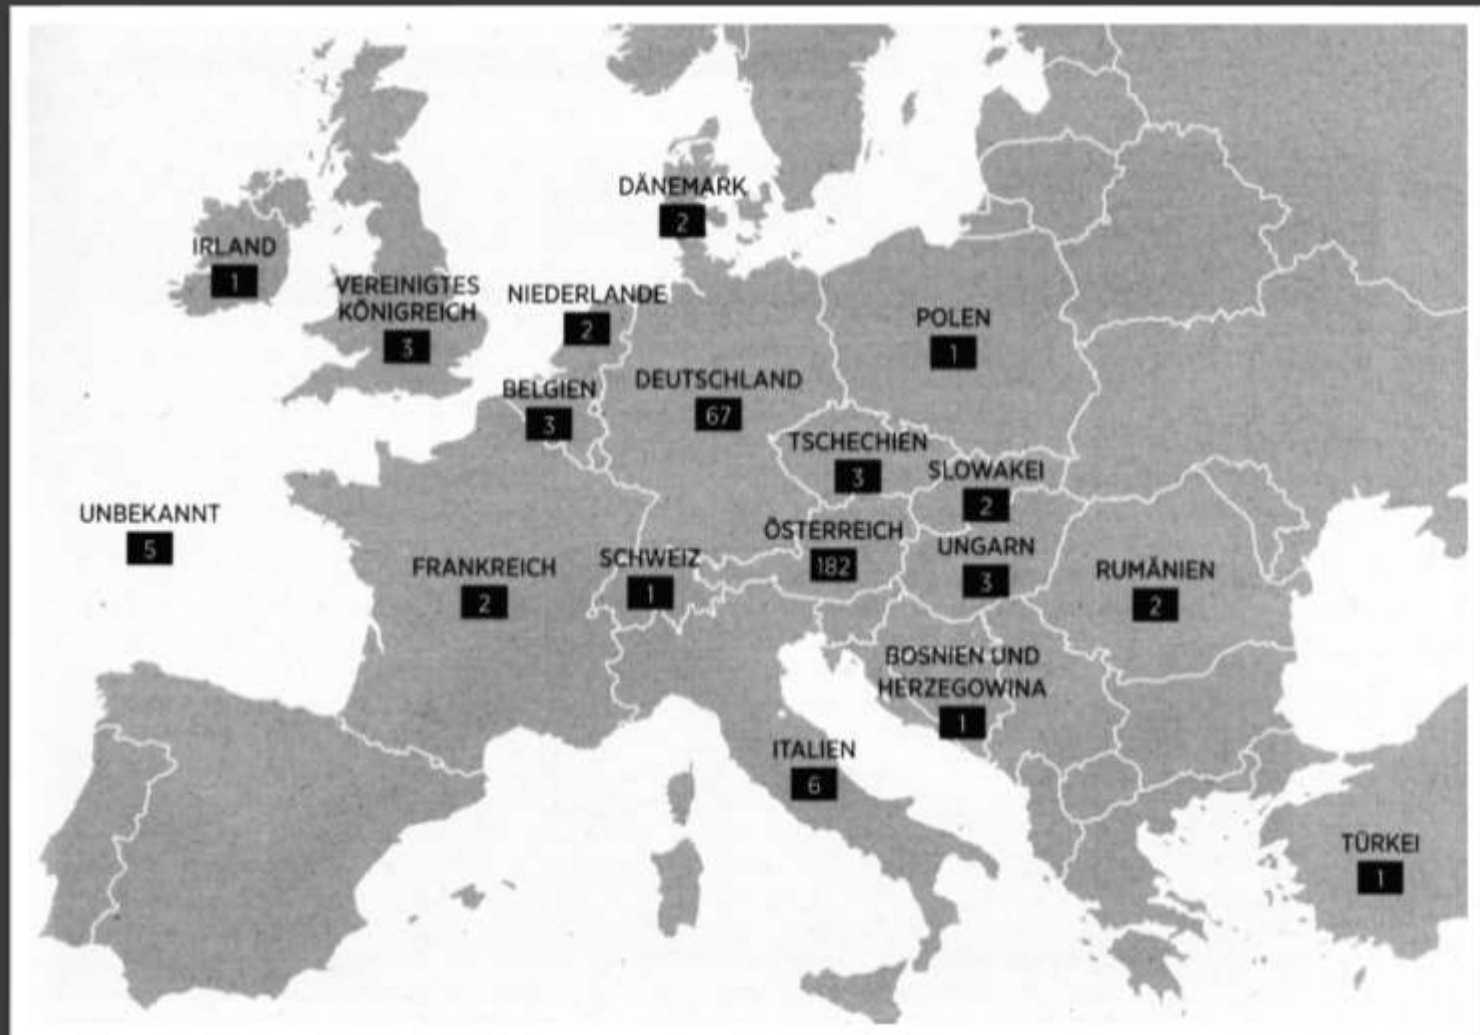 DÄNEMARK
2
IRLAND
1
VEREINIGTES
KÖNIGREICH
3
NIEDERLANDE
2
POLEN
1
BELGIEN
3
DEUTSCHLAND
67
TSCHECHIEN
3
SLOWAKEI
2
UNBEKANNT
5
ÖSTERREICH
182
UNGARN
3
FRANKREICH
2
SCHWEIZ
1
RUMÄNIEN
2
BOSNIEN UND
HERZEGOWINA
1
ITALIEN
6
TÜRKEI
1